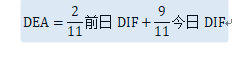 DEA = 2/11 前日 DIF + 9/11 今日 DIF↵